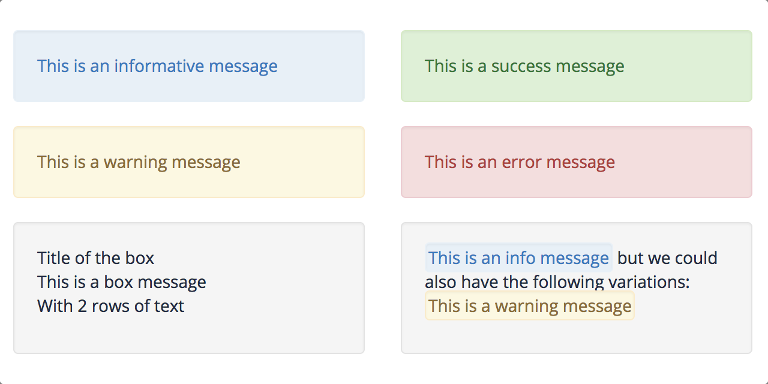 This is an informative message
This is a success message
This is a warning message
This is an error message
Title of the box
This is a box message
With 2 rows of text
This is an info message but we could
also have the following variations:
This is a warning message